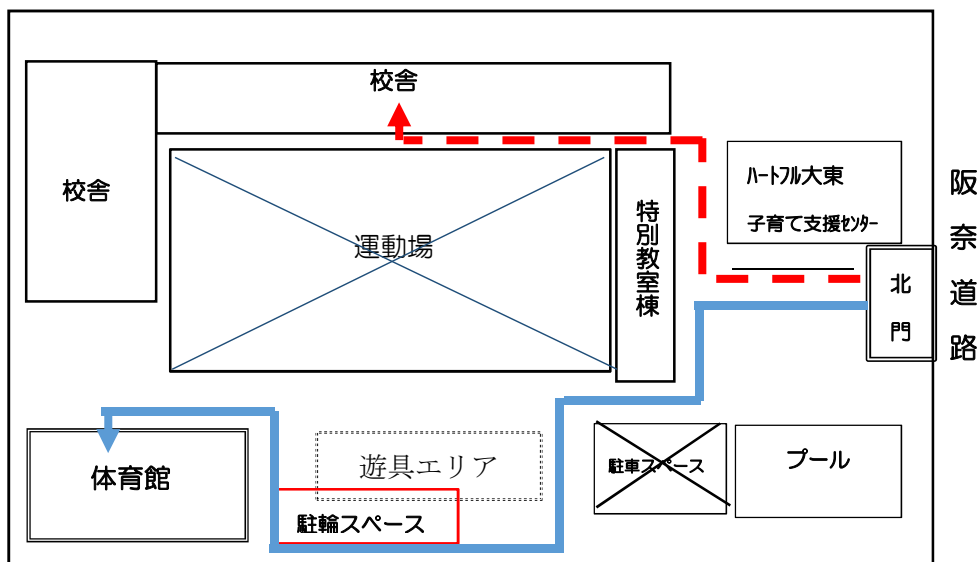 校舎
校舎
運動場
特別教室棟
ﾊｰﾄﾌﾙ大東
子育て支援ｾﾝﾀｰ
北門
阪奈道路
体育館
遊具エリア
駐輪スペース
駐車スペース
プール